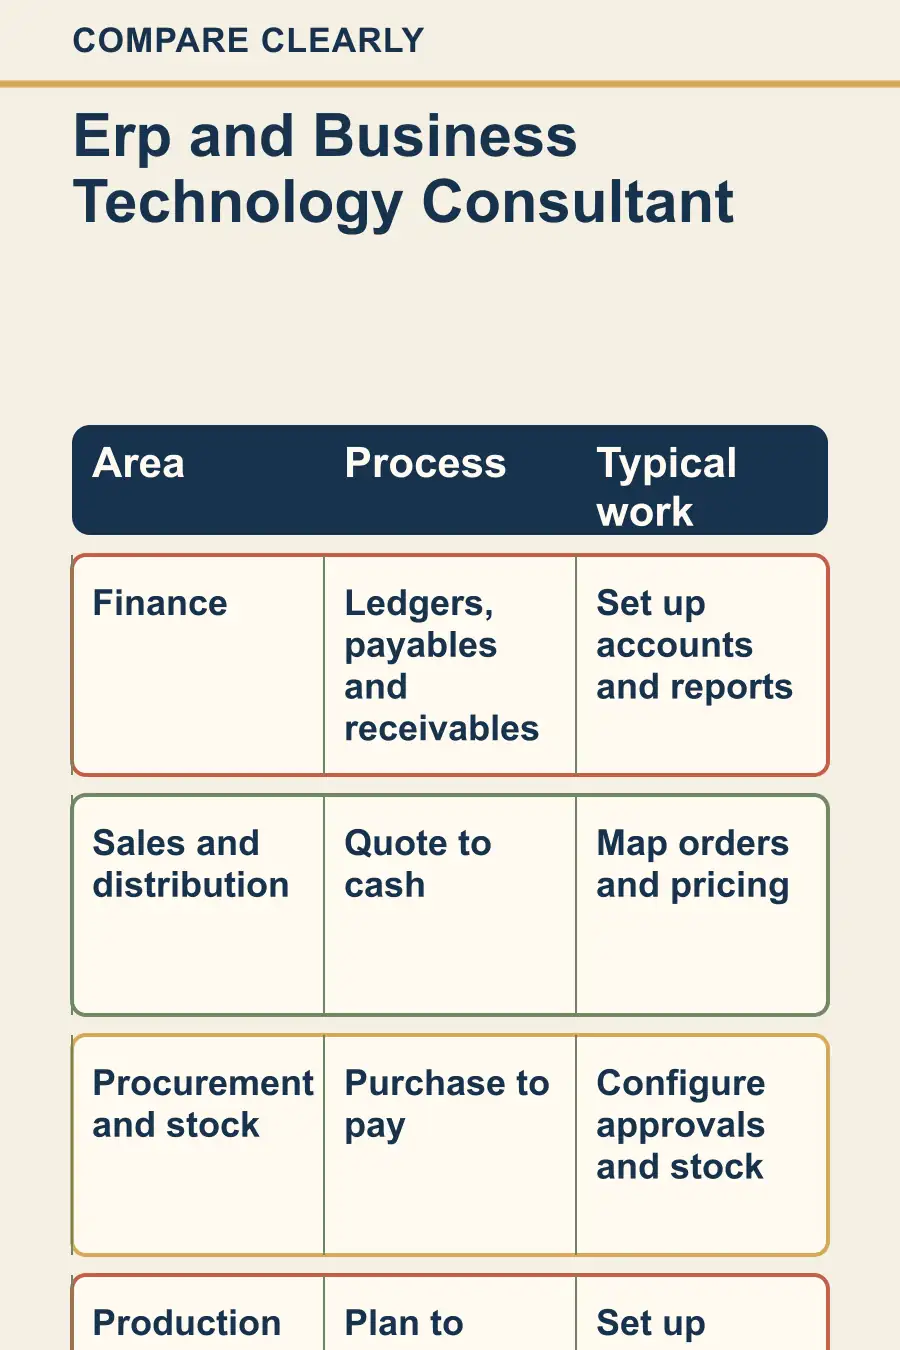 COMPARE CLEARLY
Erp and Business
Technology Consultant
Area
Process
Typical
work
Finance
Ledgers,
payables
and
receivables
Set up
accounts
and reports
Sales and
distribution
Quote to
cash
Map orders
and pricing
Procurement
and stock
Purchase to
pay
Configure
approvals
and stock
Production
Plan to
Set up